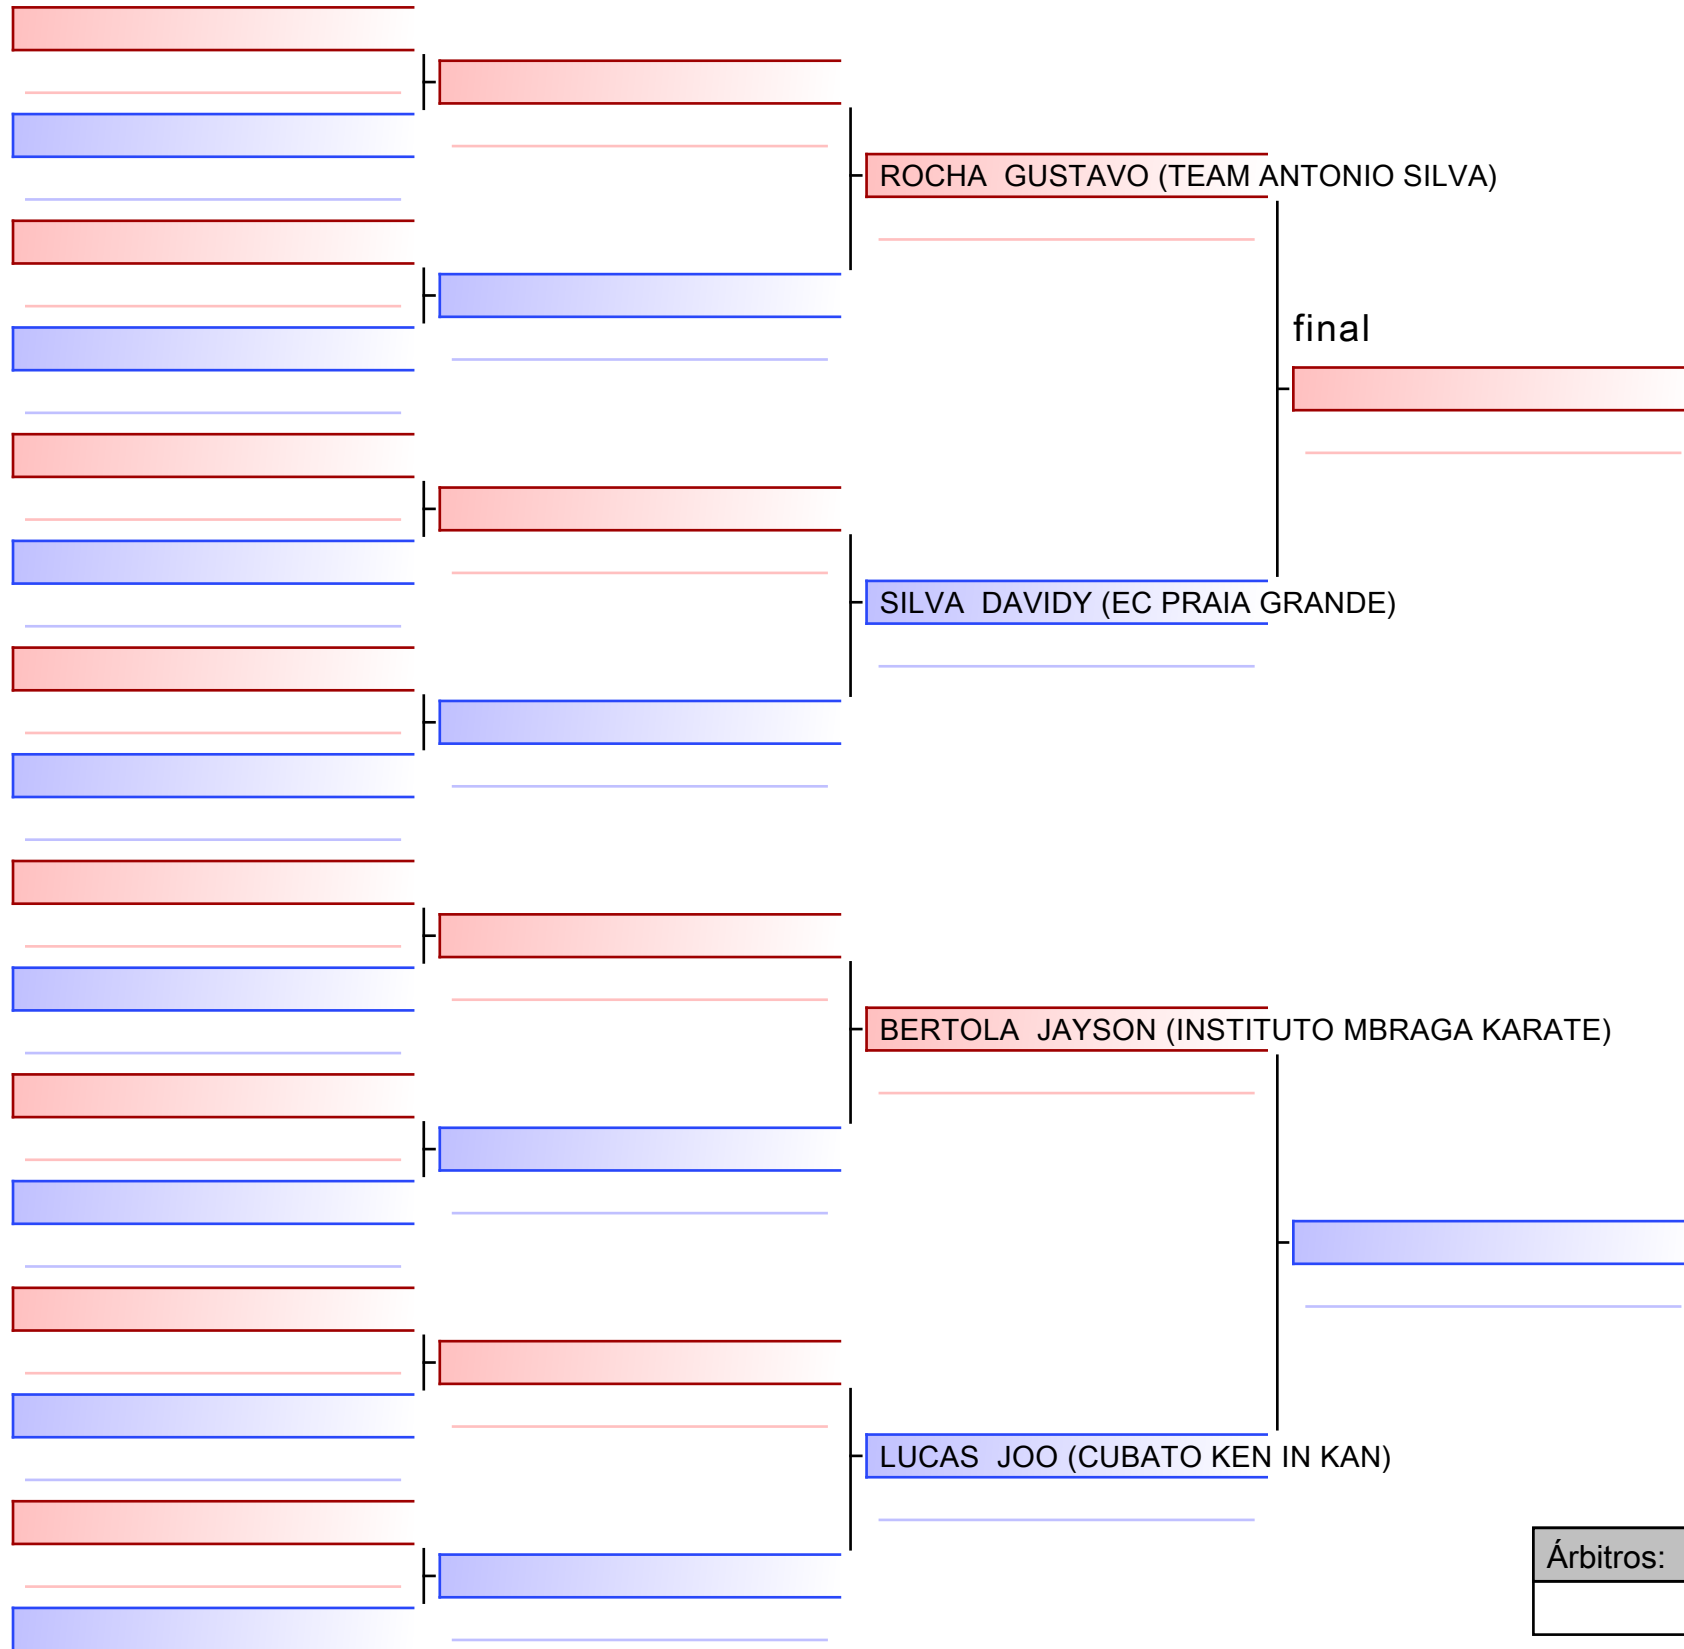 ROCHA  GUSTAVO (TEAM ANTONIO SILVA)
final
SILVA  DAVIDY (EC PRAIA GRANDE)
BERTOLA  JAYSON (INSTITUTO MBRAGA KARATE)
LUCAS  JOO (CUBATO KEN IN KAN)
Árbitros: